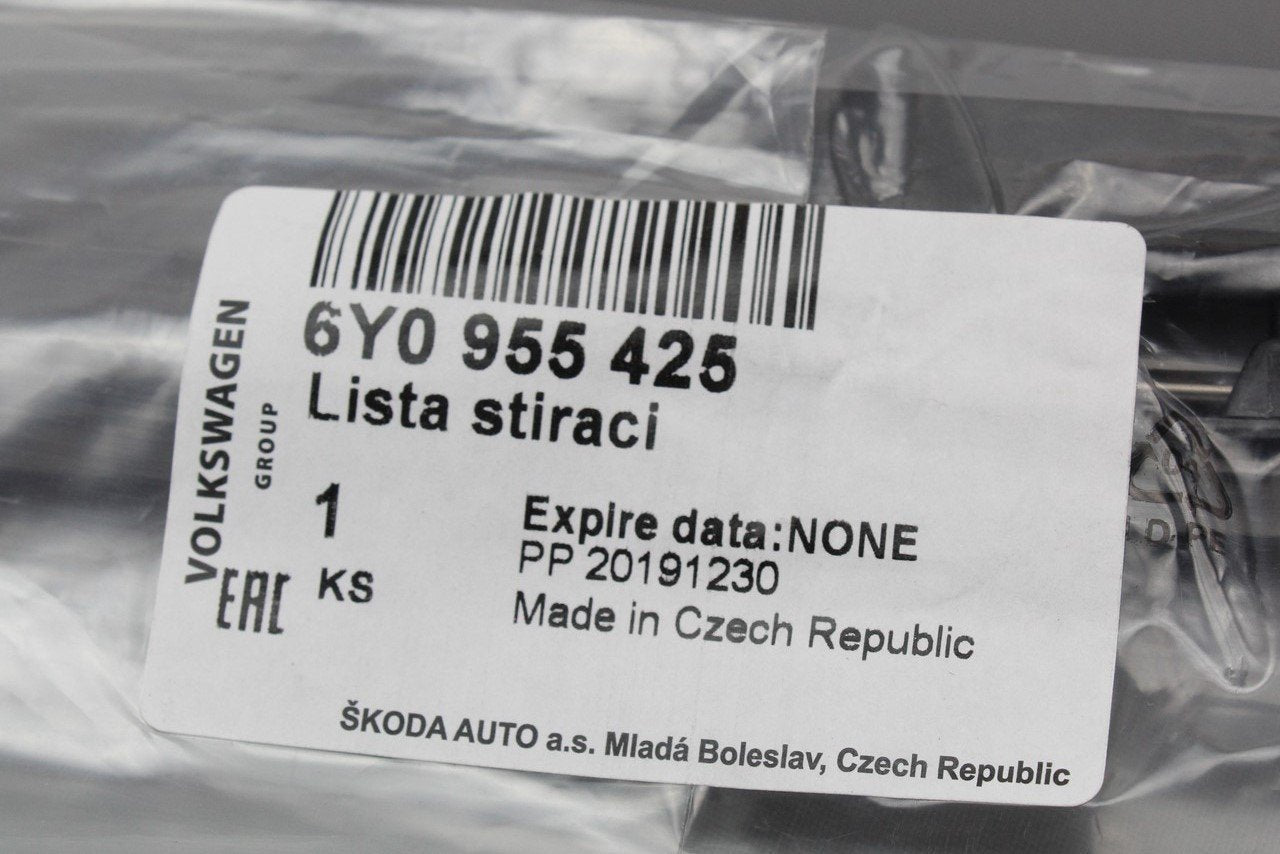 6Y0 955 425
Lista stiraci
VOLKSWAGEN
GROUP
1
KS
EAC
Expire data:NONE
PP 20191230
Made in Czech Republic
ŠKODA AUTO a.s. Mladá Boleslav, Czech Republic